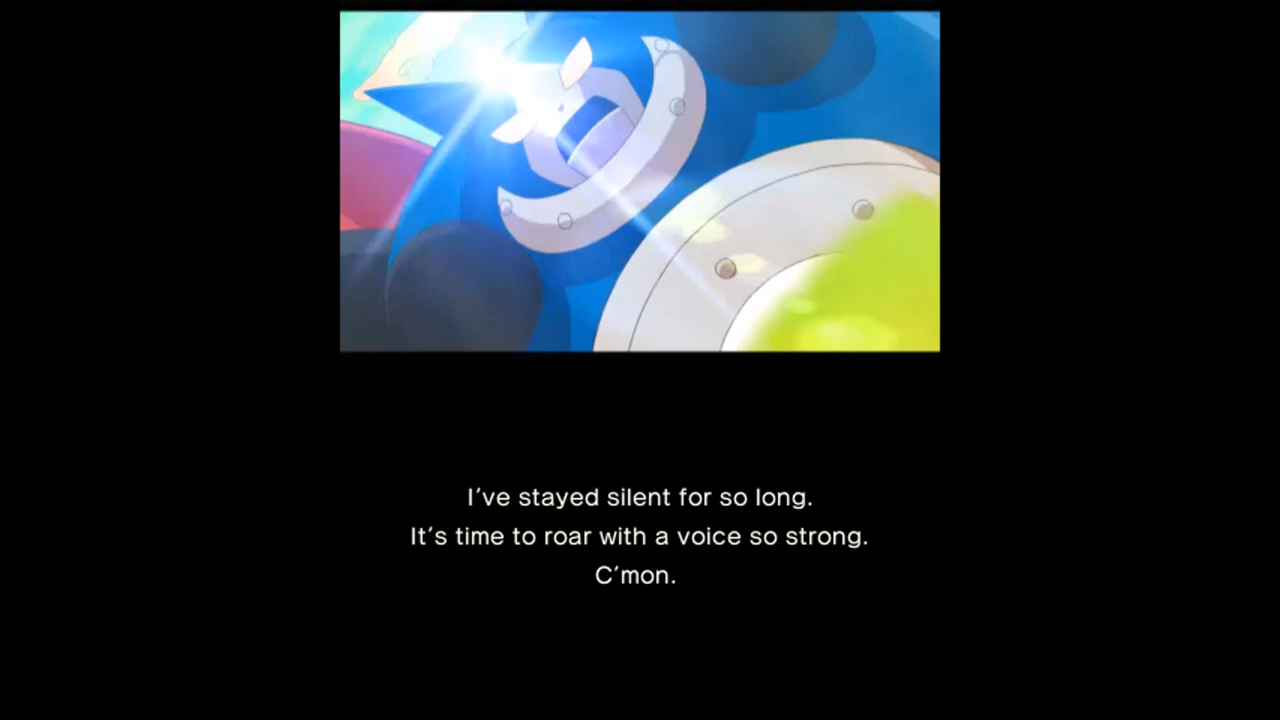 I've stayed silent for so long.
It's time to roar with a voice so strong.
C'mon.